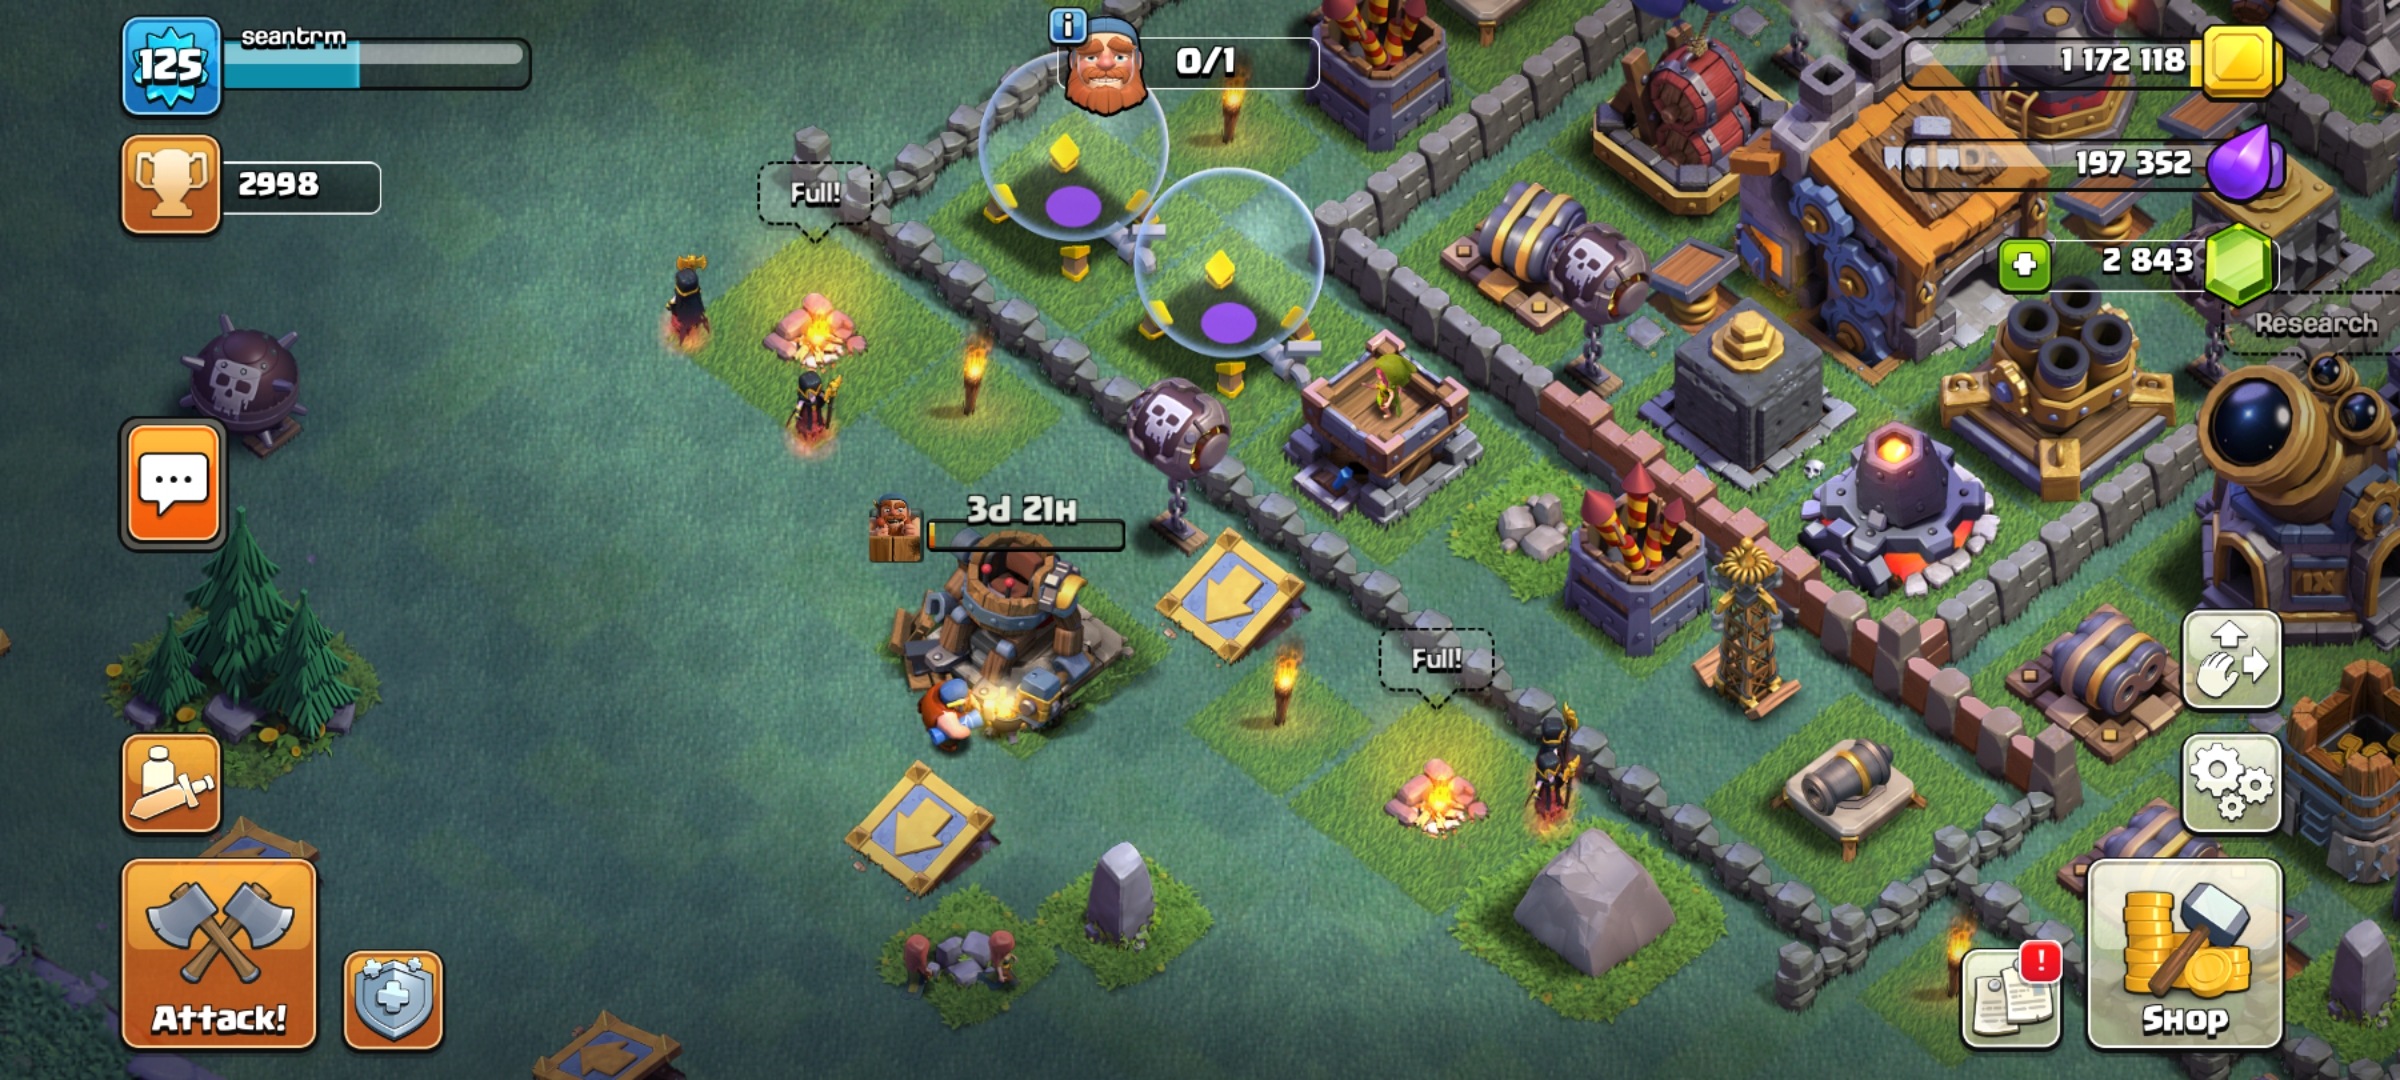 seantrm
125
0/1
1 172 118
2998
Full!
197 352
2 843
Research
3d 21H
Full!
IX
Attack!
!
Shop